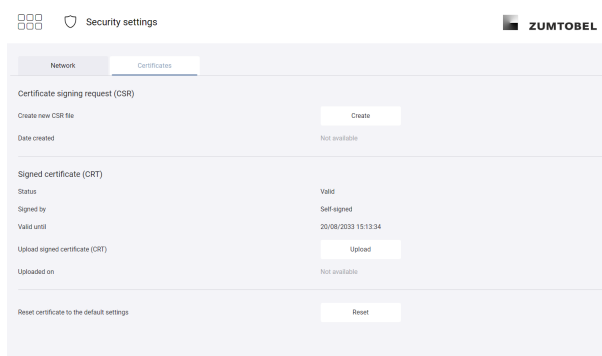 Security settings
ZUMTOBEL
Network
Certificates
Certificate signing request (CSR)
Create new CSR file
Create
Date created
Not available
Signed certificate (CRT)
Status
Valid
Signed by
Self-signed
Valid until
20/08/2033 15:13:34
Upload signed certificate (CRT)
Upload
Uploaded on
Not available
Reset certificate to the default settings
Reset